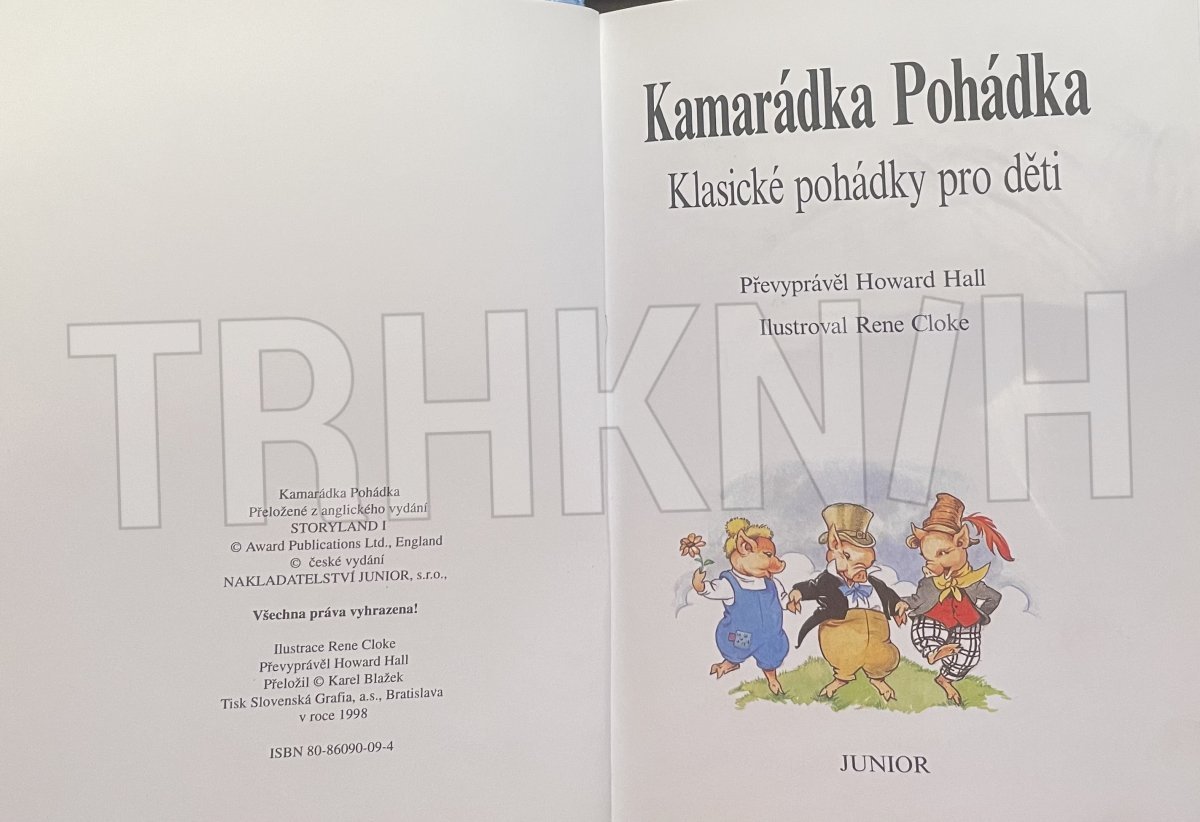 Kamarádka Pohádka
Přeložené z anglického vydání
STORYLAND I
© Award Publications Ltd., England
© české vydání
NAKLADATELSTVÍ JUNIOR, s.r.o.,
Všechna práva vyhrazena!
Ilustrace Rene Cloke
Převyprávěl Howard Hall
Přeložil © Karel Blažek
Tisk Slovenská Grafia, a.s., Bratislava
v roce 1998
ISBN 80-86090-09-4
Kamarádka Pohádka
Klasické pohádky pro děti
Převyprávěl Howard Hall
Ilustroval Rene Cloke
JUNIOR
TRHKN/H